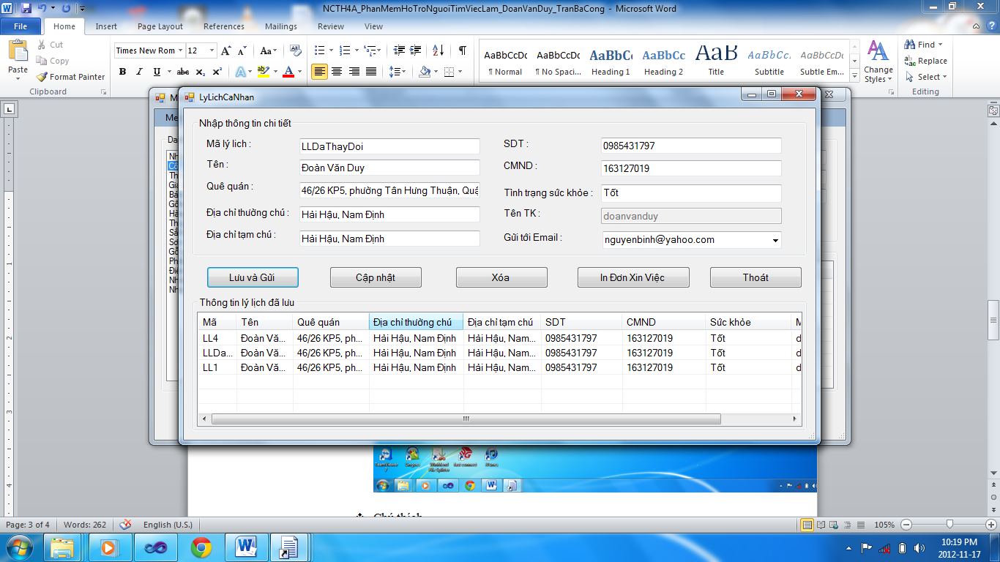 NCTH4A_PhanMemHoTroNguoiTimViecLam_DoanVanDuy_TranBaCong - Microsoft Word
File Home Insert Page Layout References Mailings Review View
Paste
Cut
Copy
Format Painter
Clipboard
Times New Rom 12
AaBbCcDc AaBbCcDc AaBbCc AaBbCc AaB AaBbCcL AaBbCcDc
¶ Normal ¶ No Spaci... Heading 1 Heading 2 Title Subtitle Subtle Em...
Change Styles
Styles
Find
Replace
Select
Editing
LyLichCaNhan
Nhập thông tin chi tiết
Mã lý lich : LLDaThayDoi SDT : 0985431797
Tên : Đoàn Văn Duy CMND : 163127019
Quê quán : 46/26 KP5, phường Tân Hưng Thuận, Quậ Tình trạng sức khỏe : Tốt
Địa chỉ thường chú : Hải Hậu, Nam Định Tên TK : doanvanduy
Địa chỉ tạm chú : Hải Hậu, Nam Định Gửi tới Email : nguyenbinh@yahoo.com
Lưu và Gửi Cập nhật Xóa In Đơn Xin Việc Thoát
Thông tin lý lịch đã lưu
Mã Tên Quê quán Địa chỉ thường chú Địa chỉ tạm chú SDT CMND Sức khỏe
LL4 Đoàn Vă... 46/26 KP5, ph... Hải Hậu, Nam Định Hải Hậu, Nam... 0985431797 163127019 Tốt d
LLDa... Đoàn Vă... 46/26 KP5, ph... Hải Hậu, Nam Định Hải Hậu, Nam... 0985431797 163127019 Tốt d
LL1 Đoàn Vă... 46/26 KP5, ph... Hải Hậu, Nam Định Hải Hậu, Nam... 0985431797 163127019 Tốt d
Chú thích
Page: 3 of 4 Words: 262 English (U.S.) 105%
10:19 PM
2012-11-17